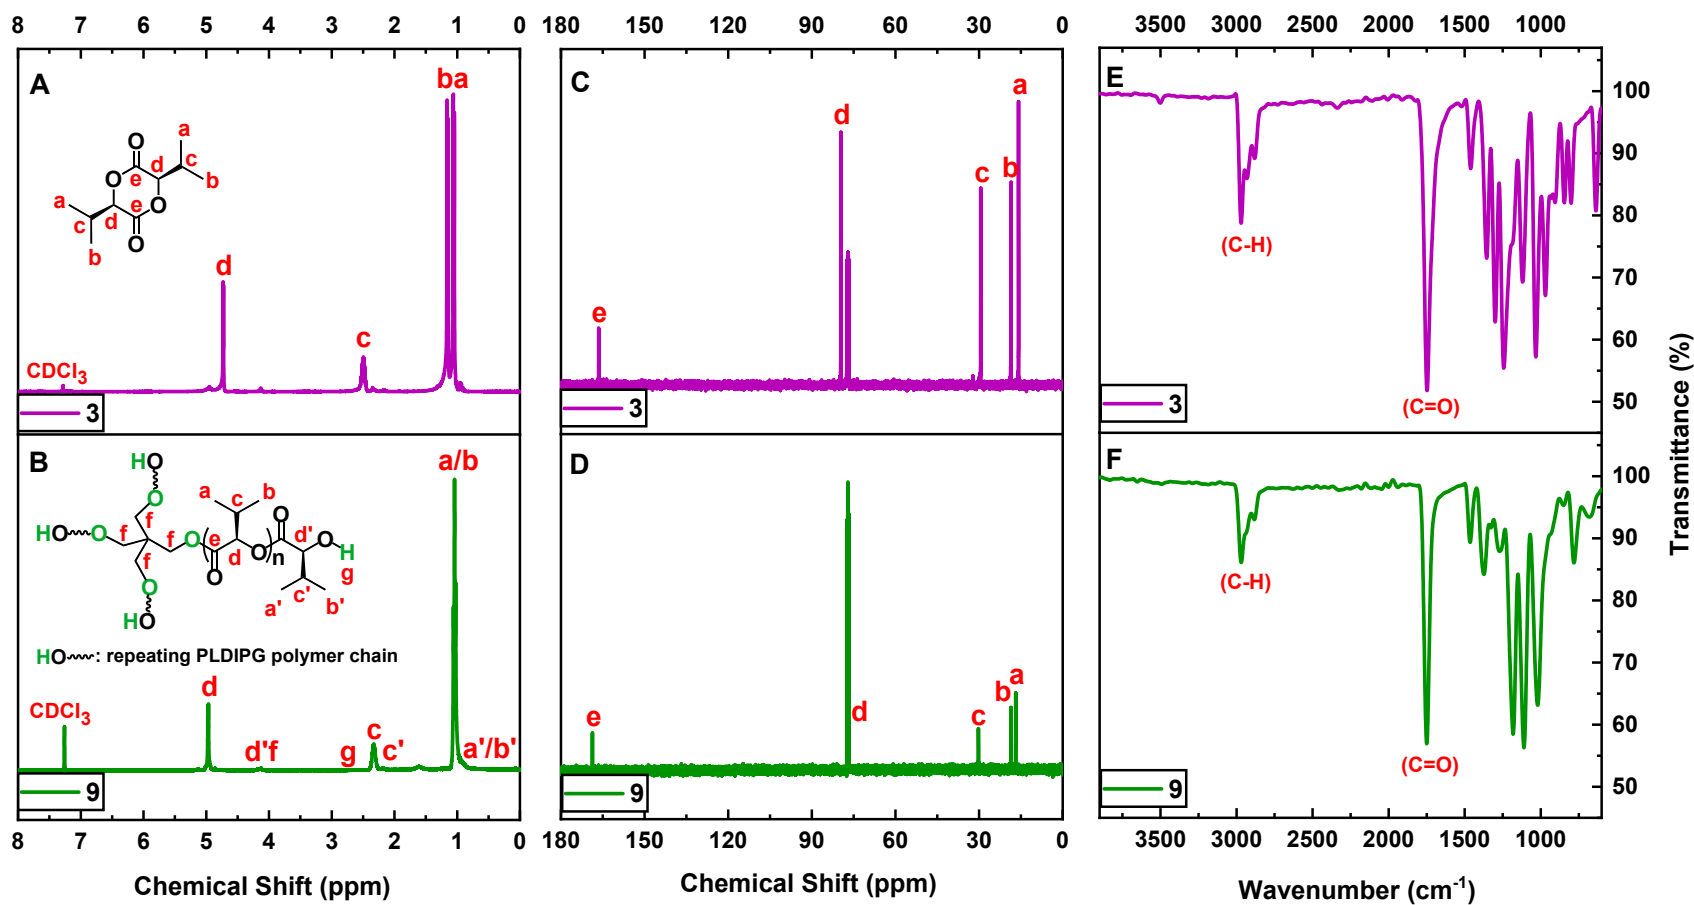 8 7 6 5 4 3 2 1 0
180 150 120 90 60 30 0
3500 3000 2500 2000 1500 1000
A
ba
a
O
d
c
e
b
O
O
a
e
c
d
O
b
d
c
CDCl3
3
C
a
d
b
c
e
3
E
100
90
80
70
60
50
(C-H)
(C=O)
3
B
HO
a/b
O
a
b
c
O
d'
O
H
HO
O
f
f
f
f
O
e
d
O
n
O
g
c'
a'
b'
O
HO
HO : repeating PLDIPG polymer chain
d
CDCl3
d'f
g
c
c'
a'/b'
9
D
e
d
c
b
a
9
F
100
90
80
70
60
50
(C-H)
(C=O)
9
Transmittance (%)
8 7 6 5 4 3 2 1 0
180 150 120 90 60 30 0
3500 3000 2500 2000 1500 1000
Chemical Shift (ppm)
Chemical Shift (ppm)
Wavenumber (cm-1)